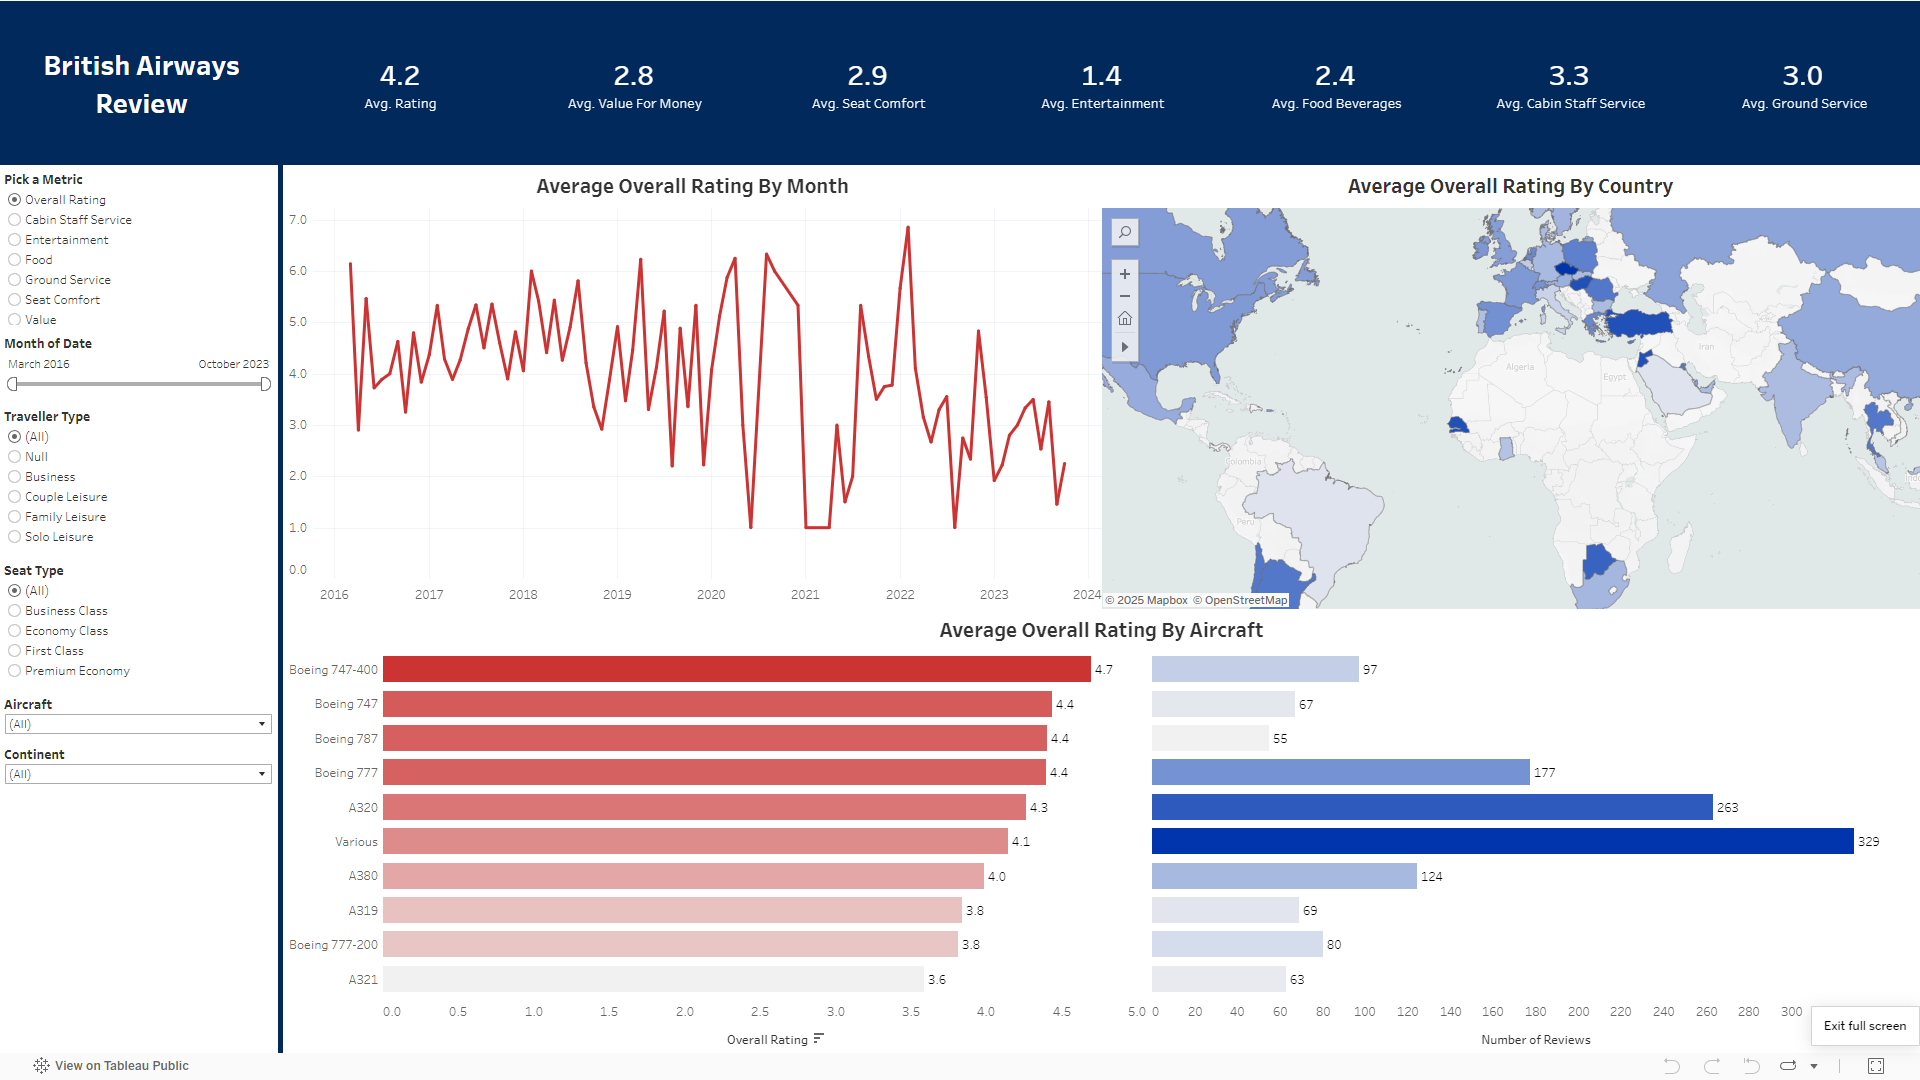 British Airways
Review
4.2
Avg. Rating
2.8
Avg. Value For Money
2.9
Avg. Seat Comfort
1.4
Avg. Entertainment
2.4
Avg. Food Beverages
3.3
Avg. Cabin Staff Service
3.0
Avg. Ground Service
Pick a Metric
Overall Rating
Cabin Staff Service
Entertainment
Food
Ground Service
Seat Comfort
Value
Month of Date
March 2016 October 2023
Traveller Type
(All)
Null
Business
Couple Leisure
Family Leisure
Solo Leisure
Seat Type
(All)
Business Class
Economy Class
First Class
Premium Economy
Aircraft
(All)
Continent
(All)
Average Overall Rating By Month
7.0
6.0
5.0
4.0
3.0
2.0
1.0
0.0
2016 2017 2018 2019 2020 2021 2022 2023 2024
Average Overall Rating By Country
Iran
Algeria
Egypt
Colombia
Peru
© 2025 Mapbox © OpenStreetMap
Average Overall Rating By Aircraft
Boeing 747-400 4.7 97
Boeing 747 4.4 67
Boeing 787 4.4 55
Boeing 777 4.4 177
A320 4.3 263
Various 4.1 329
A380 4.0 124
A319 3.8 69
Boeing 777-200 3.8 80
A321 3.6 63
0.0 0.5 1.0 1.5 2.0 2.5 3.0 3.5 4.0 4.5 5.0 0 20 40 60 80 100 120 140 160 180 200 220 240 260 280 300
Overall Rating Number of Reviews
Exit full screen
View on Tableau Public